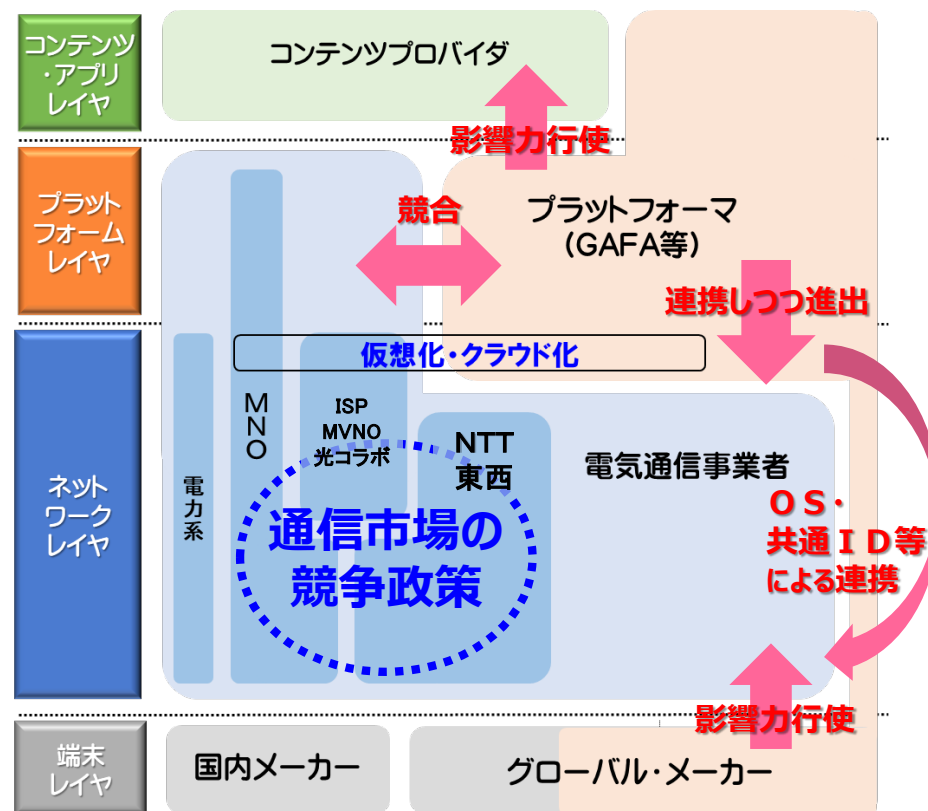 コンテンツ
・アプリ
レイヤ
コンテンツプロバイダ
影響力行使
プラット
フォーム
レイヤ
競合
プラットフォーマ
(GAFA等)
連携しつつ進出
仮想化・クラウド化
ネット
ワーク
レイヤ
電力系
MNO
ISP
MVNO
光コラボ
NTT
東西
電気通信事業者
通信市場の
競争政策
OS・
共通ID等
による連携
影響力行使
端末
レイヤ
国内メーカー
グローバル・メーカー